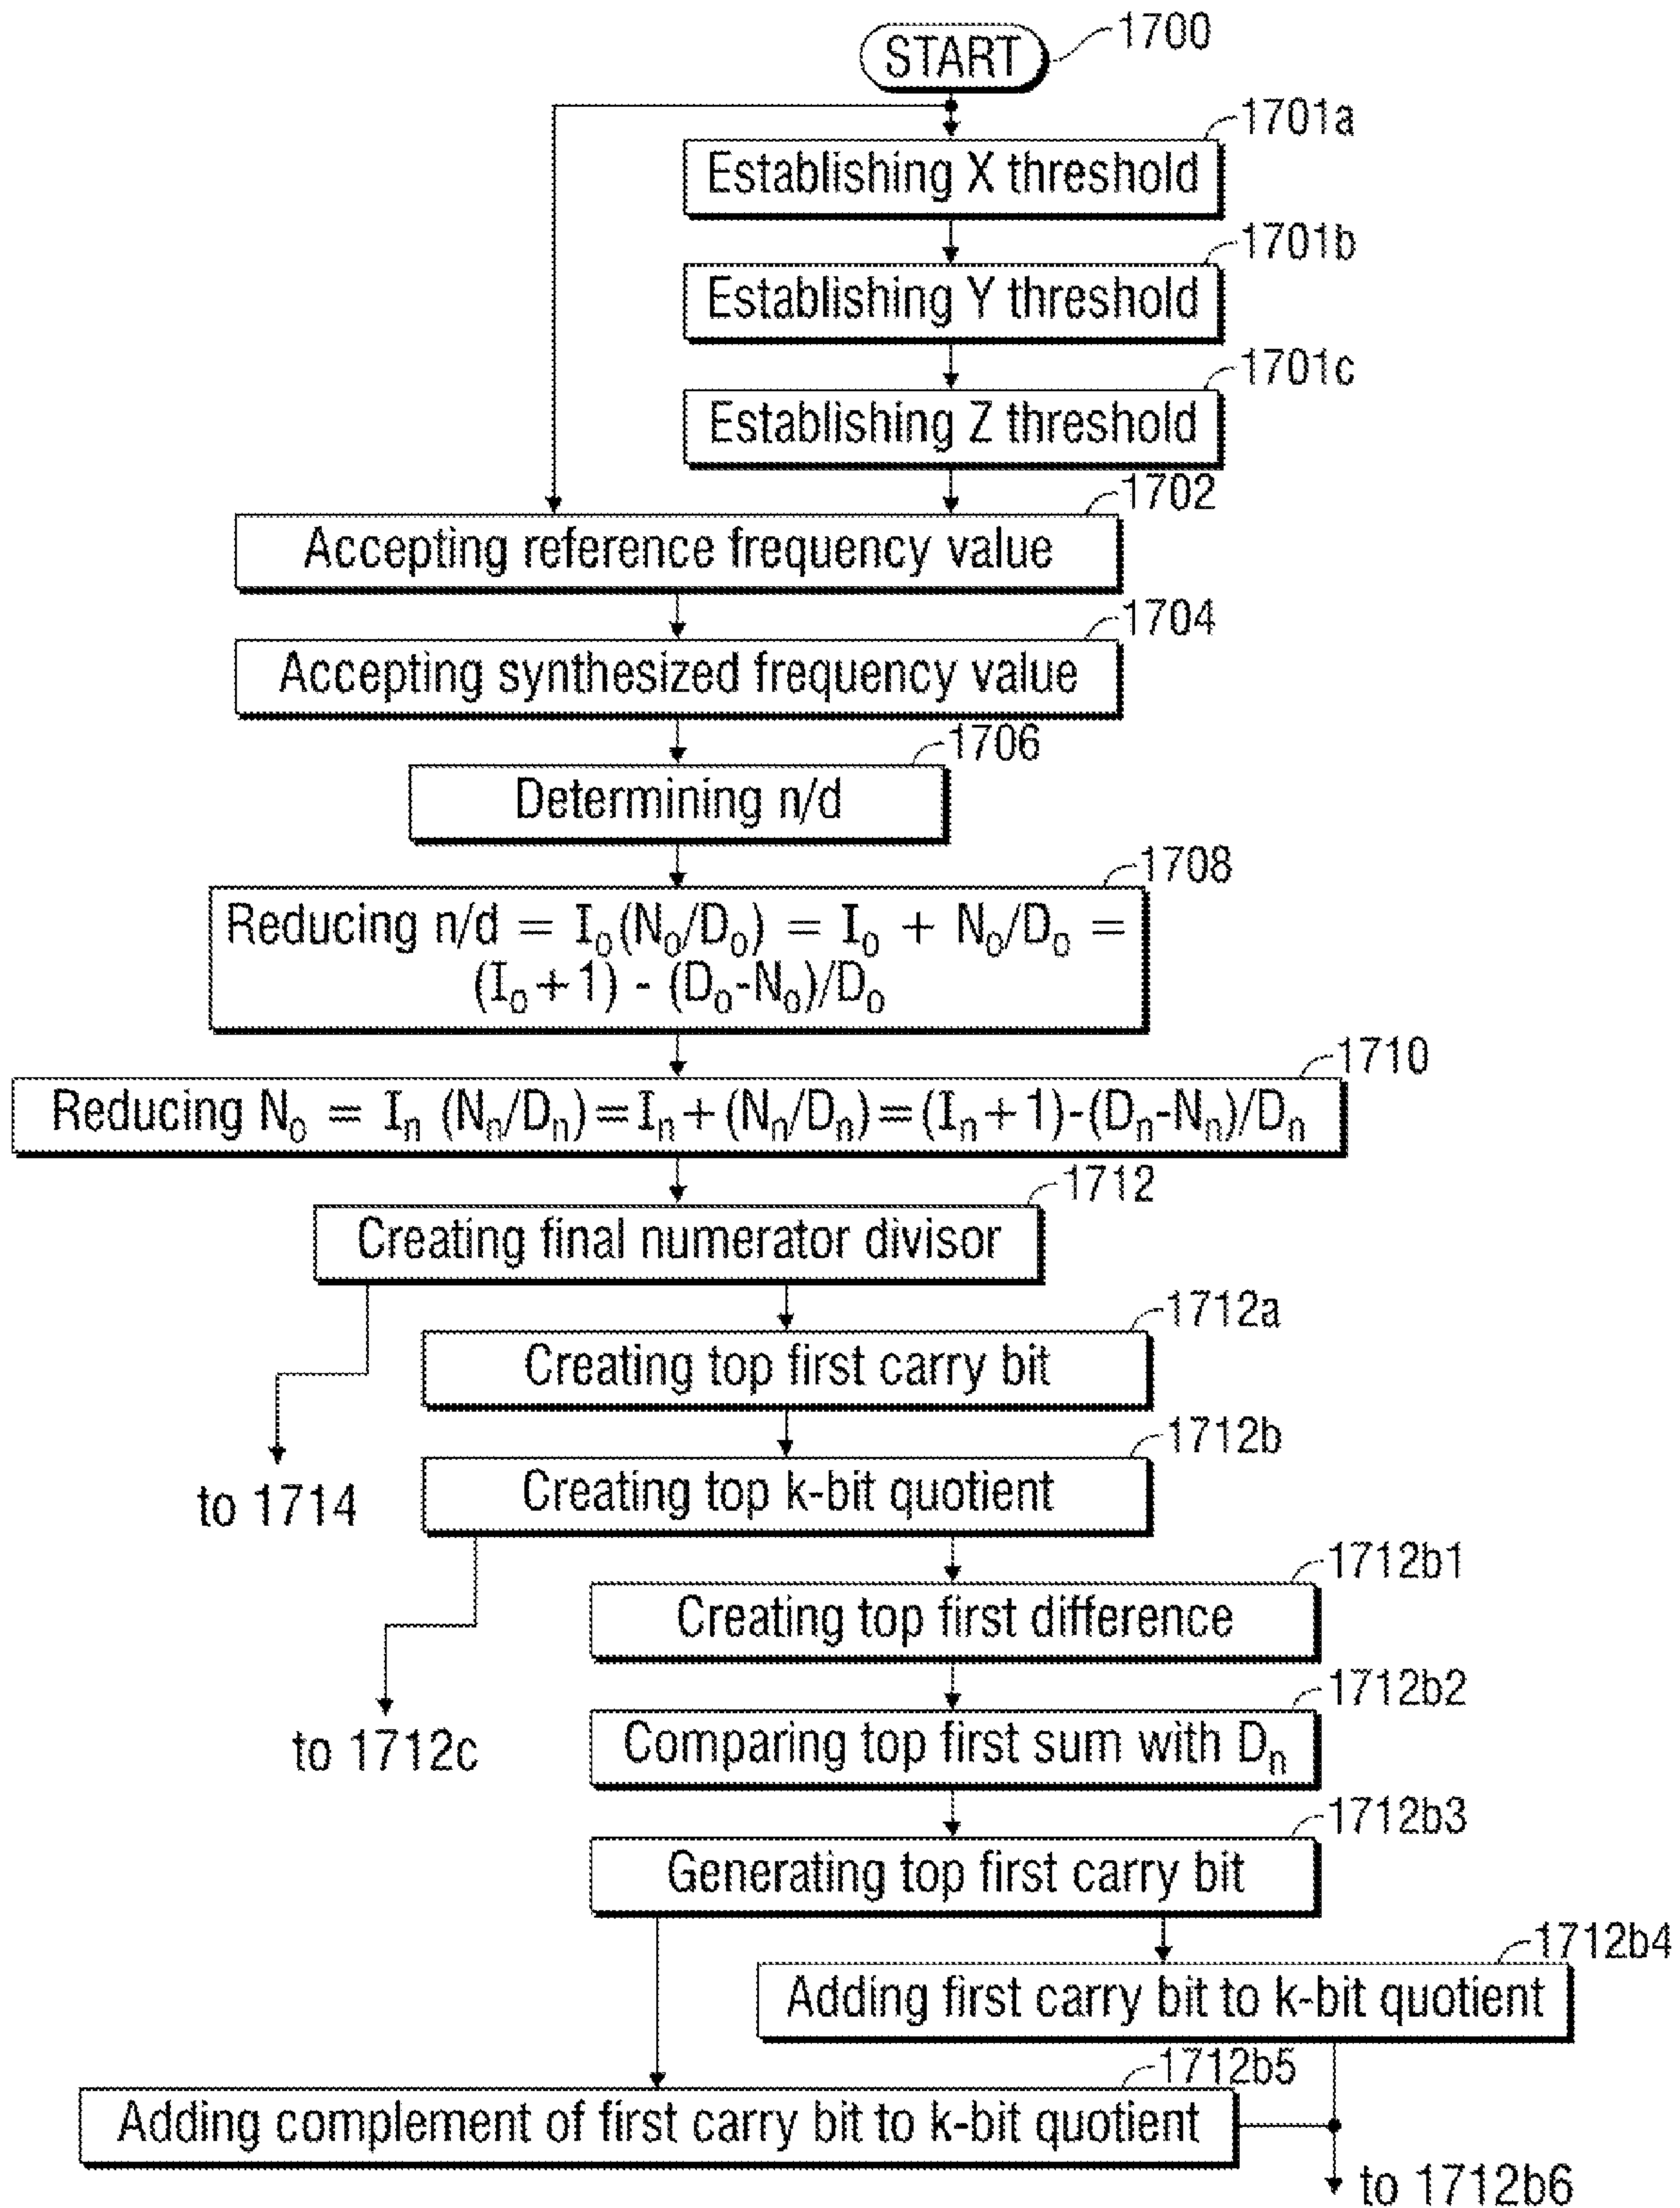 START
1700
1701a
Establishing X threshold
1701b
Establishing Y threshold
1701c
Establishing Z threshold
1702
Accepting reference frequency value
1704
Accepting synthesized frequency value
1706
Determining n/d
1708
Reducing n/d = I₀(N₀/D₀) = I₀ + N₀/D₀ =
(I₀+1) - (D₀-N₀)/D₀
1710
Reducing N₀ = Iₙ (Nₙ/Dₙ)=Iₙ+(Nₙ/Dₙ)=(Iₙ+1)-(Dₙ-Nₙ)/Dₙ
1712
Creating final numerator divisor
1712a
Creating top first carry bit
1712b
Creating top k-bit quotient
to 1714
1712b1
Creating top first difference
1712b2
Comparing top first sum with Dₙ
to 1712c
1712b3
Generating top first carry bit
1712b4
Adding first carry bit to k-bit quotient
1712b5
Adding complement of first carry bit to k-bit quotient
to 1712b6